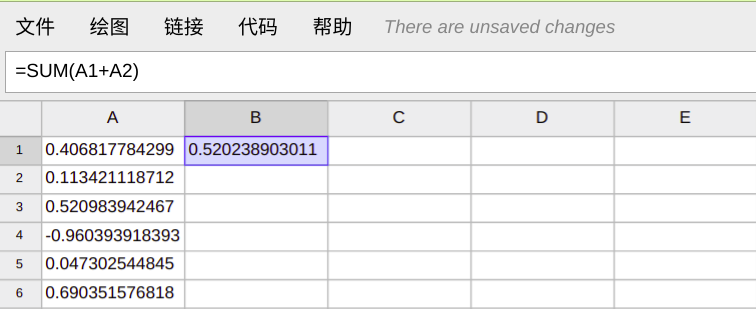 文件 绘图 链接 代码 帮助 There are unsaved changes
=SUM(A1+A2)
A B C D E
1 0.406817784299 0.520238903011
2 0.113421118712
3 0.520983942467
4 -0.960393918393
5 0.047302544845
6 0.690351576818